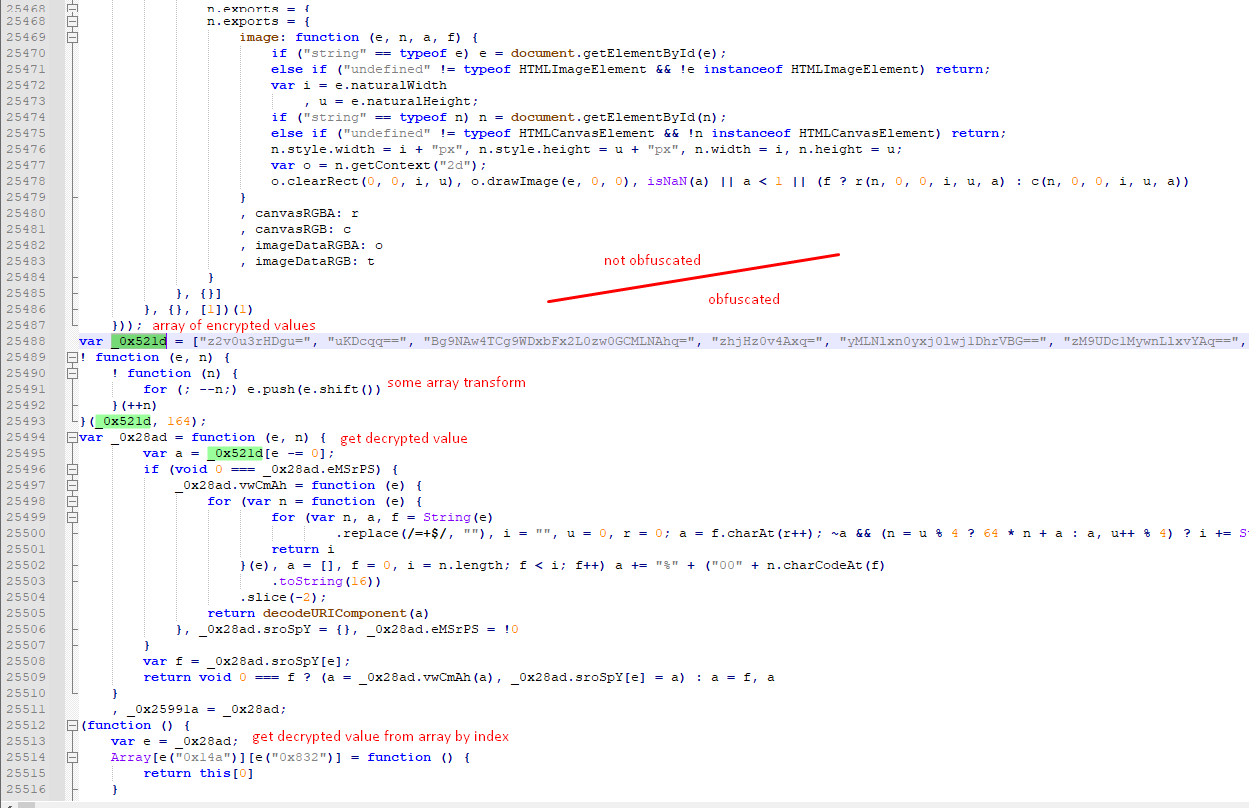 25468 n.exports = {
25468 n.exports = {
25469 image: function (e, n, a, f) {
25470 if ("string" == typeof e) e = document.getElementById(e);
25471 else if ("undefined" != typeof HTMLImageElement && !e instanceof HTMLImageElement) return;
25472 var i = e.naturalWidth
25473 , u = e.naturalHeight;
25474 if ("string" == typeof n) n = document.getElementById(n);
25475 else if ("undefined" != typeof HTMLCanvasElement && !n instanceof HTMLCanvasElement) return;
25476 n.style.width = i + "px", n.style.height = u + "px", n.width = i, n.height = u;
25477 var o = n.getContext("2d");
25478 o.clearRect(0, 0, i, u), o.drawImage(e, 0, 0), isNaN(a) || a < 1 || (f ? r(n, 0, 0, i, u, a) : c(n, 0, 0, i, u, a))
25479 }
25480 , canvasRGBA: r
25481 , canvasRGB: c
25482 , imageDataRGBA: o
25483 , imageDataRGB: t
not obfuscated
25484 }
25485 }, {}]
obfuscated
25486 }, {}, [1])(1)
25487 })); array of encrypted values
25488 var _0x521d = ["z2v0u3rHDgu=", "uKDcqq==", "Bg9NAw4TCg9WDxbFx2L0zw0GCMLNAhq=", "zhjHz0v4Axq=", "yMLNlxn0yxj0lwjlDhrVBG==", "zM9UDc1MywnLlxvYAq==",
25489 ! function (e, n) {
25490 ! function (n) {
25491 for (; --n;) e.push(e.shift()) some array transform
25492 }(++n)
25493 }(_0x521d, 164);
25494 var _0x28ad = function (e, n) { get decrypted value
25495 var a = _0x521d[e -= 0];
25496 if (void 0 === _0x28ad.eMSrPS) {
25497 _0x28ad.vwCmAh = function (e) {
25498 for (var n = function (e) {
25499 for (var n, a, f = String(e)
25500 .replace(/=+$/, ""), i = "", u = 0, r = 0; a = f.charAt(r++); ~a && (n = u % 4 ? 64 * n + a : a, u++ % 4) ? i += S
25501 return i
25502 }(e), a = [], f = 0, i = n.length; f < i; f++) a += "%" + ("00" + n.charCodeAt(f)
25503 .toString(16))
25504 .slice(-2);
25505 return decodeURIComponent(a)
25506 }, _0x28ad.sroSpY = {}, _0x28ad.eMSrPS = !0
25507 }
25508 var f = _0x28ad.sroSpY[e];
25509 return void 0 === f ? (a = _0x28ad.vwCmAh(a), _0x28ad.sroSpY[e] = a) : a = f, a
25510 }
25511 , _0x25991a = _0x28ad;
25512 (function () {
25513 var e = _0x28ad; get decrypted value from array by index
25514 Array[e("0x14a")][e("0x832")] = function () {
25515 return this[0]
25516 }